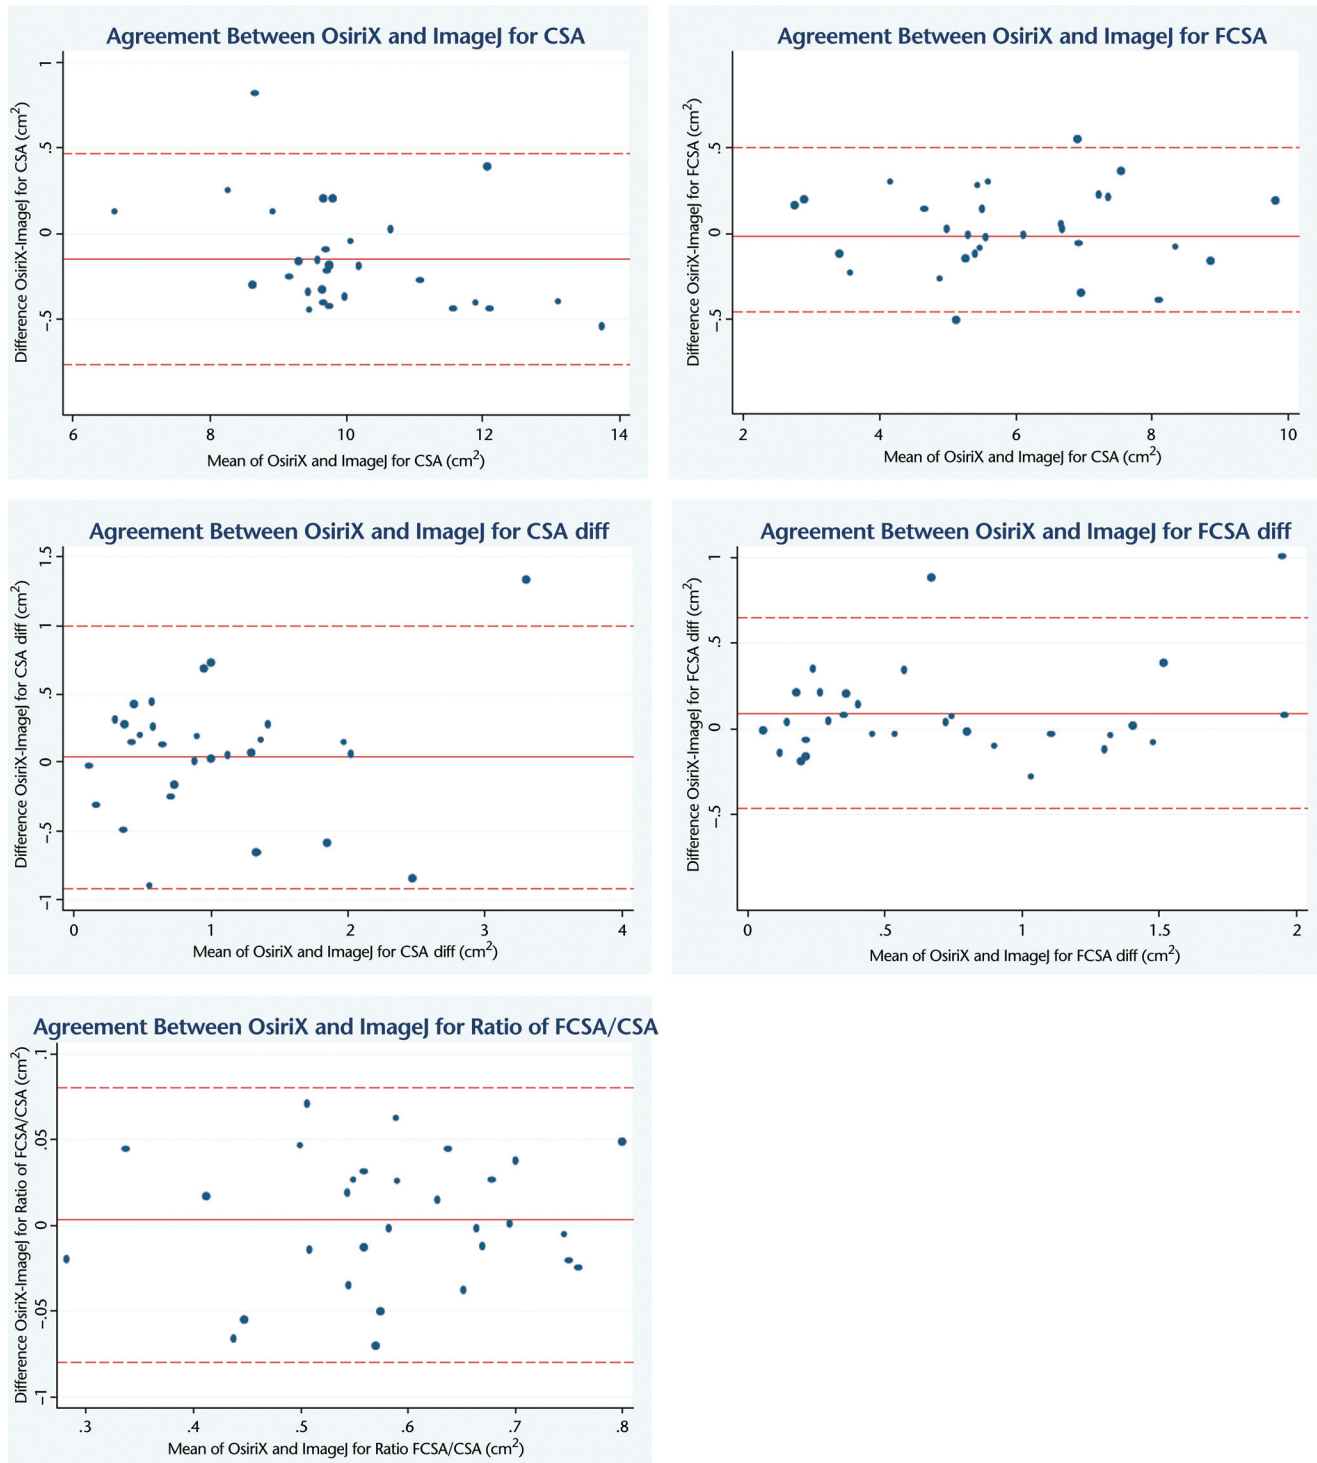 Agreement Between OsiriX and ImageJ for CSA
Difference OsiriX-ImageJ for CSA (cm²)
1
.5
0
−.5
6 8 10 12 14
Mean of OsiriX and ImageJ for CSA (cm²)
Agreement Between OsiriX and ImageJ for FCSA
Difference OsiriX-ImageJ for FCSA (cm²)
.5
0
−.5
2 4 6 8 10
Mean of OsiriX and ImageJ for CSA (cm²)
Agreement Between OsiriX and ImageJ for CSA diff
Difference OsiriX-ImageJ for CSA diff (cm²)
1.5
1
.5
0
−.5
−1
0 1 2 3 4
Mean of OsiriX and ImageJ for CSA diff (cm²)
Agreement Between OsiriX and ImageJ for FCSA diff
Difference OsiriX-ImageJ for FCSA diff (cm²)
1
.5
0
−.5
0 .5 1 1.5 2
Mean of OsiriX and ImageJ for FCSA diff (cm²)
Agreement Between OsiriX and ImageJ for Ratio of FCSA/CSA
Difference OsiriX-ImageJ for Ratio of FCSA/CSA (cm²)
.1
.05
0
−.05
−1
.3 .4 .5 .6 .7 .8
Mean of OsiriX and ImageJ for Ratio FCSA/CSA (cm²)